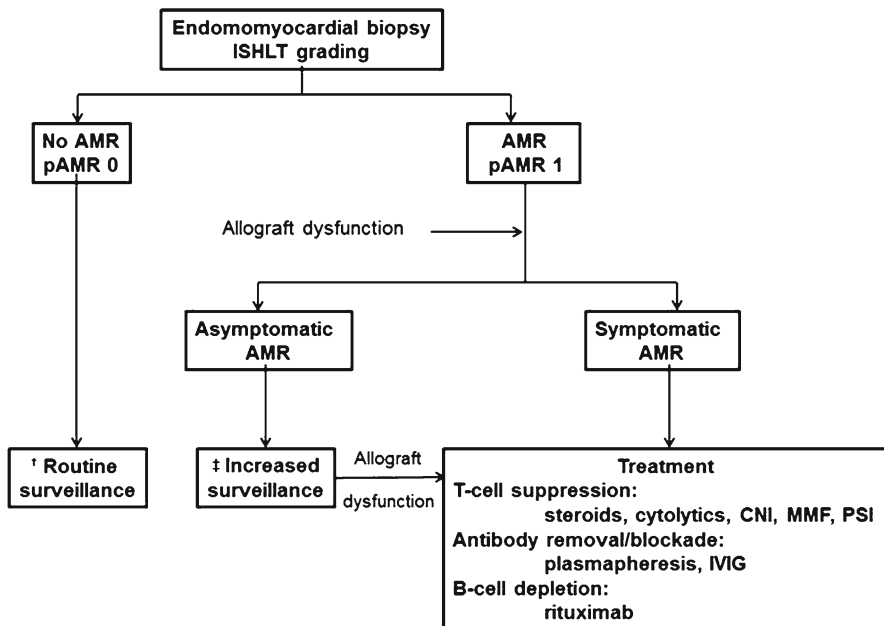 Endomomyocardial biopsy
ISHLT grading
No AMR
pAMR 0
AMR
pAMR 1
Allograft dysfunction
Asymptomatic
AMR
Symptomatic
AMR
† Routine
surveillance
‡ Increased
surveillance
Allograft
dysfunction
Treatment
T-cell suppression:
steroids, cytolytics, CNI, MMF, PSI
Antibody removal/blockade:
plasmapheresis, IVIG
B-cell depletion:
rituximab